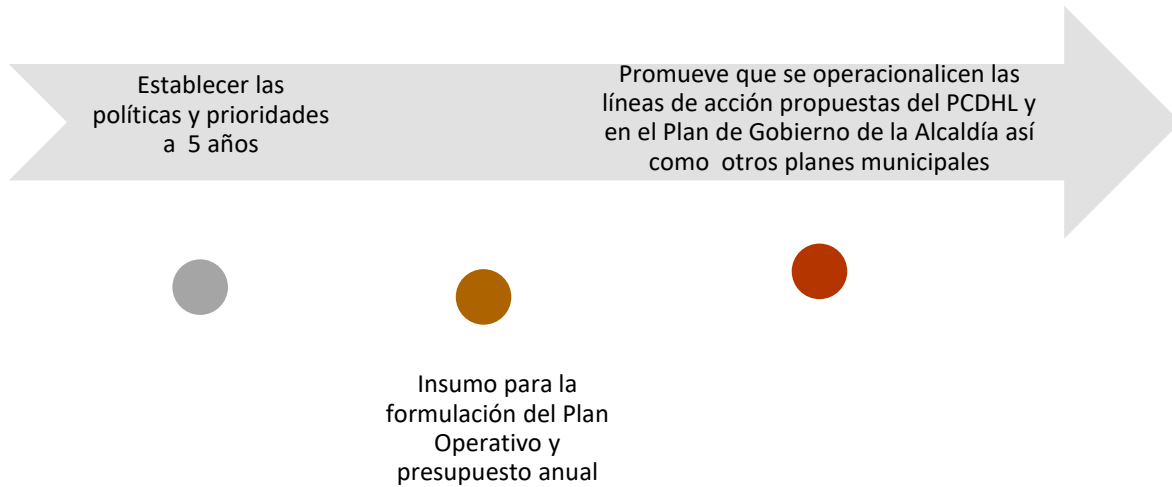 Establecer las
políticas y prioridades
a 5 años
Promueve que se operacionalicen las
líneas de acción propuestas del PCDHL y
en el Plan de Gobierno de la Alcaldía así
como otros planes municipales
Insumo para la
formulación del Plan
Operativo y
presupuesto anual